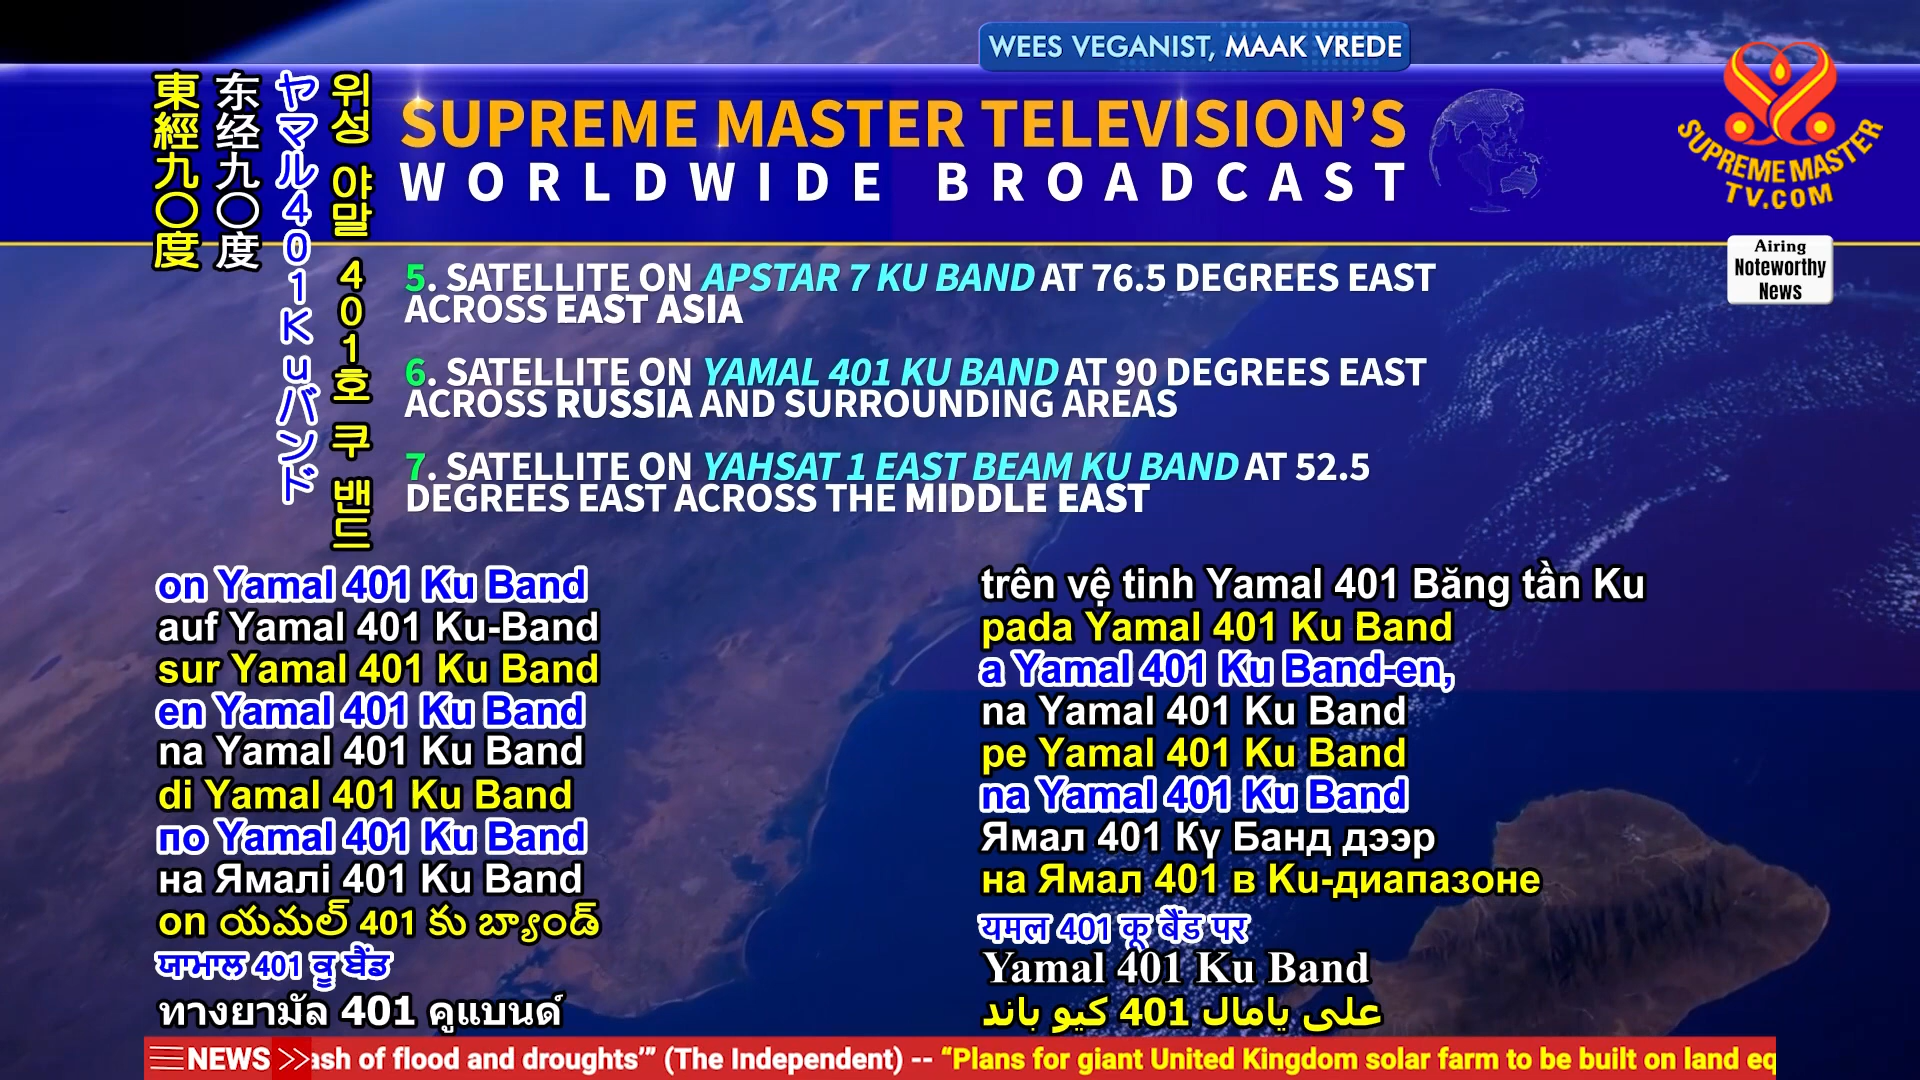 WEES VEGANIST, MAAK VREDE
SUPREME MASTER TELEVISION’S
WORLDWIDE BROADCAST
SUPREME MASTER
TV.COM
Airing
Noteworthy
News
東經九〇度
东经九〇度
ヤマル401Kuバンド
위성 야말 401호 쿠 밴드
5. SATELLITE ON APSTAR 7 KU BAND AT 76.5 DEGREES EAST
ACROSS EAST ASIA
6. SATELLITE ON YAMAL 401 KU BAND AT 90 DEGREES EAST
ACROSS RUSSIA AND SURROUNDING AREAS
7. SATELLITE ON YAHSAT 1 EAST BEAM KU BAND AT 52.5
DEGREES EAST ACROSS THE MIDDLE EAST
on Yamal 401 Ku Band
auf Yamal 401 Ku-Band
sur Yamal 401 Ku Band
en Yamal 401 Ku Band
na Yamal 401 Ku Band
di Yamal 401 Ku Band
по Yamal 401 Ku Band
на Ямалі 401 Ku Band
on యమల్ 401 కు బ్యాండ్
ਯਾਮਾਲ 401 ਕੂ ਬੈਂਡ
ทางยามัล 401 คูแบนด์
trên vệ tinh Yamal 401 Băng tần Ku
pada Yamal 401 Ku Band
a Yamal 401 Ku Band-en,
na Yamal 401 Ku Band
pe Yamal 401 Ku Band
na Yamal 401 Ku Band
Ямал 401 Кү Банд дээр
на Ямал 401 в Ku-диапазоне
यमल 401 कू बैंड पर
Yamal 401 Ku Band
على يامال 401 كيو باند
NEWS >> ash of flood and droughts’” (The Independent) -- “Plans for giant United Kingdom solar farm to be built on land eq